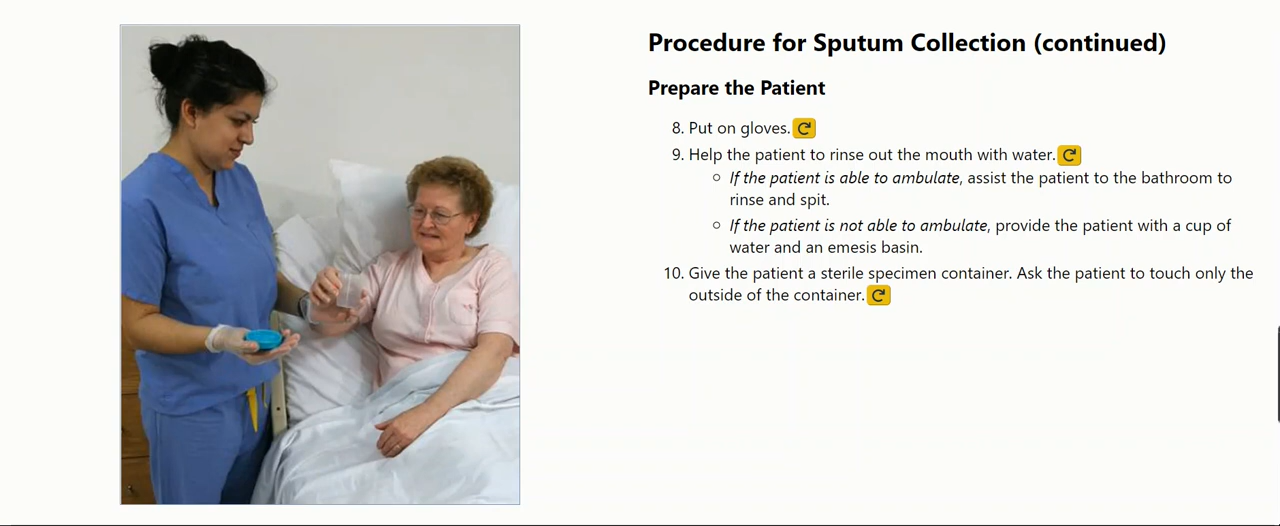 Procedure for Sputum Collection (continued)
Prepare the Patient
8. Put on gloves.
9. Help the patient to rinse out the mouth with water.
If the patient is able to ambulate, assist the patient to the bathroom to
rinse and spit.
If the patient is not able to ambulate, provide the patient with a cup of
water and an emesis basin.
10. Give the patient a sterile specimen container. Ask the patient to touch only the
outside of the container.